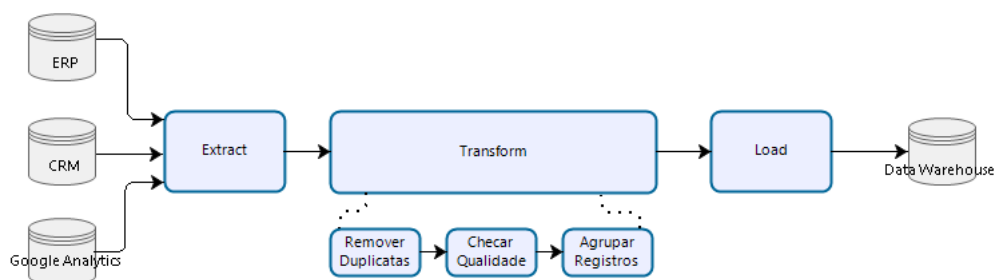 ERP
CRM
Google Analytics
Extract
Transform
Load
Data Warehouse
Remover
Duplicatas
Checar
Qualidade
Agrupar
Registros